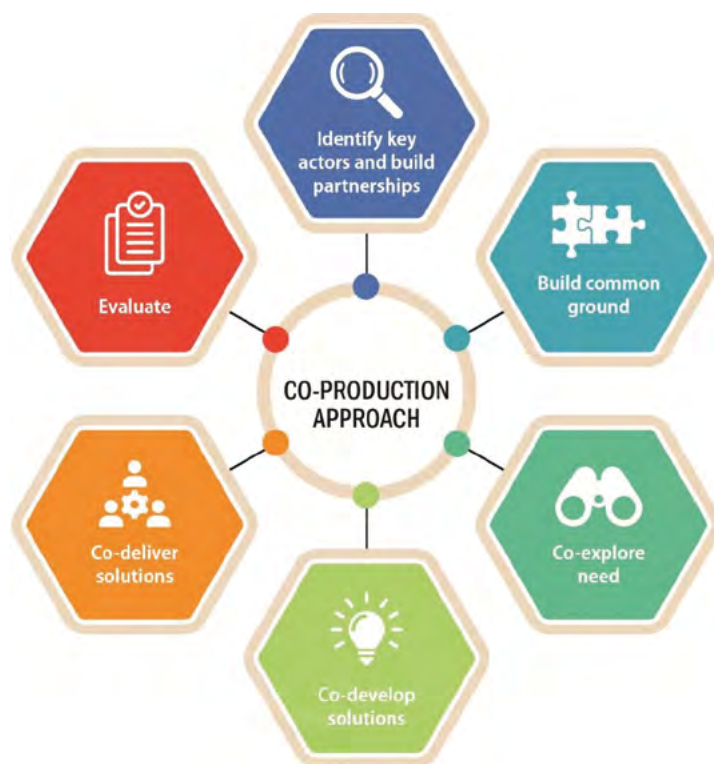 Identify key
actors and build
partnerships
Build common
ground
Co-explore
need
Co-develop
solutions
Co-deliver
solutions
Evaluate
CO-PRODUCTION
APPROACH